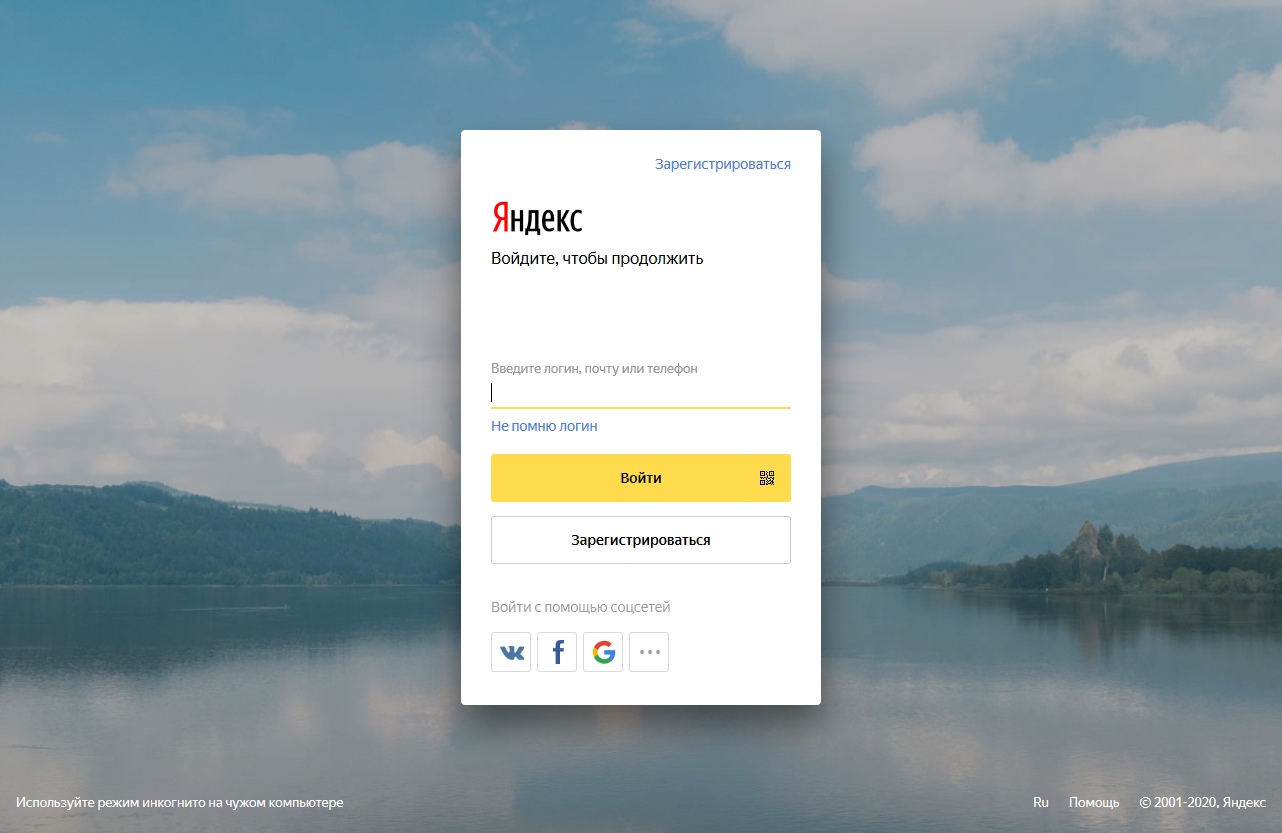 Зарегистрироваться
Яндекс
Войдите, чтобы продолжить
Введите логин, почту или телефон
Не помню логин
Войти
Зарегистрироваться
Войти с помощью соцсетей
Используйте режим инкогнито на чужом компьютере
Ru Помощь © 2001-2020, Яндекс